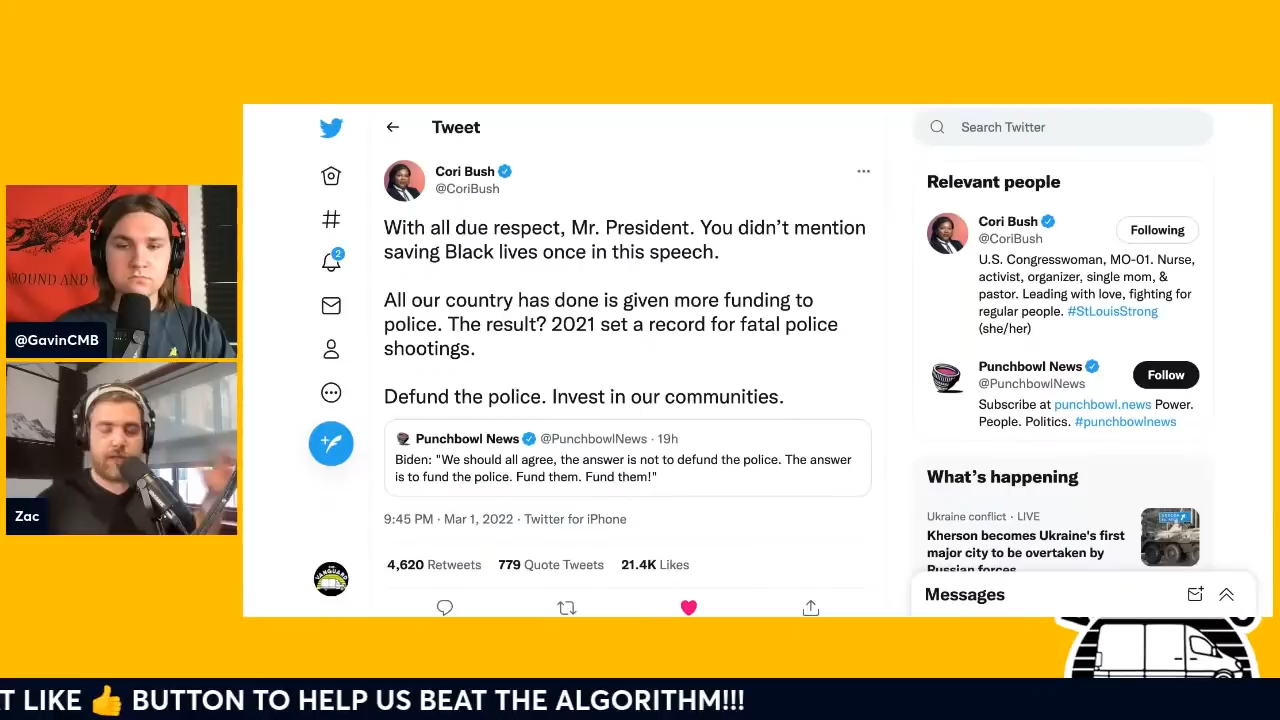 Tweet
Search Twitter
Cori Bush
@CoriBush
With all due respect, Mr. President. You didn’t mention
saving Black lives once in this speech.
All our country has done is given more funding to
police. The result? 2021 set a record for fatal police
shootings.
Defund the police. Invest in our communities.
Punchbowl News @PunchbowlNews · 19h
Biden: "We should all agree, the answer is not to defund the police. The answer
is to fund the police. Fund them. Fund them!"
9:45 PM · Mar 1, 2022 · Twitter for iPhone
4,620 Retweets 779 Quote Tweets 21.4K Likes
2
Relevant people
Cori Bush
@CoriBush
Following
U.S. Congresswoman, MO-01. Nurse,
activist, organizer, single mom, &
pastor. Leading with love, fighting for
regular people. #StLouisStrong
(she/her)
Punchbowl News
@PunchbowlNews
Follow
Subscribe at punchbowl.news Power.
People. Politics. #punchbowlnews
What’s happening
Ukraine conflict · LIVE
Kherson becomes Ukraine’s first
major city to be overtaken by
Russian forces
Messages
AROUND AND
@GavinCMB
Zac
VANGUARD
T LIKE 👍 BUTTON TO HELP US BEAT THE ALGORITHM!!!